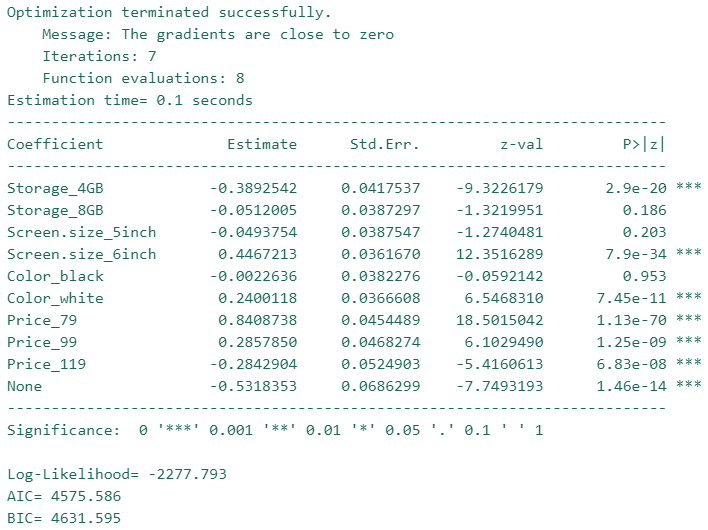 Optimization terminated successfully.
    Message: The gradients are close to zero
    Iterations: 7
    Function evaluations: 8
Estimation time= 0.1 seconds
---------------------------------------------------------------------------
Coefficient              Estimate      Std.Err.         z-val         P>|z|
---------------------------------------------------------------------------
Storage_4GB            -0.3892542     0.0417537    -9.3226179       2.9e-20 ***
Storage_8GB            -0.0512005     0.0387297    -1.3219951         0.186
Screen.size_5inch      -0.0493754     0.0387547    -1.2740481         0.203
Screen.size_6inch       0.4467213     0.0361670    12.3516289       7.9e-34 ***
Color_black            -0.0022636     0.0382276    -0.0592142         0.953
Color_white             0.2400118     0.0366608     6.5468310      7.45e-11 ***
Price_79                0.8408738     0.0454489    18.5015042      1.13e-70 ***
Price_99                0.2857850     0.0468274     6.1029490      1.25e-09 ***
Price_119              -0.2842904     0.0524903    -5.4160613      6.83e-08 ***
None                   -0.5318353     0.0686299    -7.7493193      1.46e-14 ***
---------------------------------------------------------------------------
Significance:  0 '***' 0.001 '**' 0.01 '*' 0.05 '.' 0.1 ' ' 1

Log-Likelihood= -2277.793
AIC= 4575.586
BIC= 4631.595